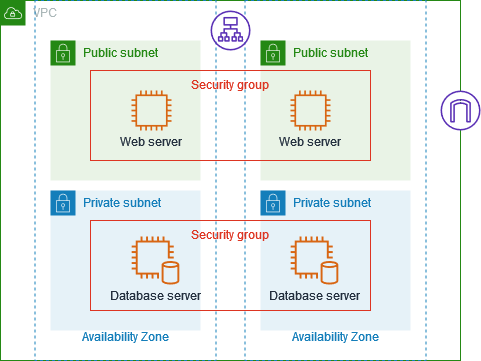 VPC
Public subnet
Public subnet
Security group
Web server
Web server
Private subnet
Private subnet
Security group
Database server
Database server
Availability Zone
Availability Zone